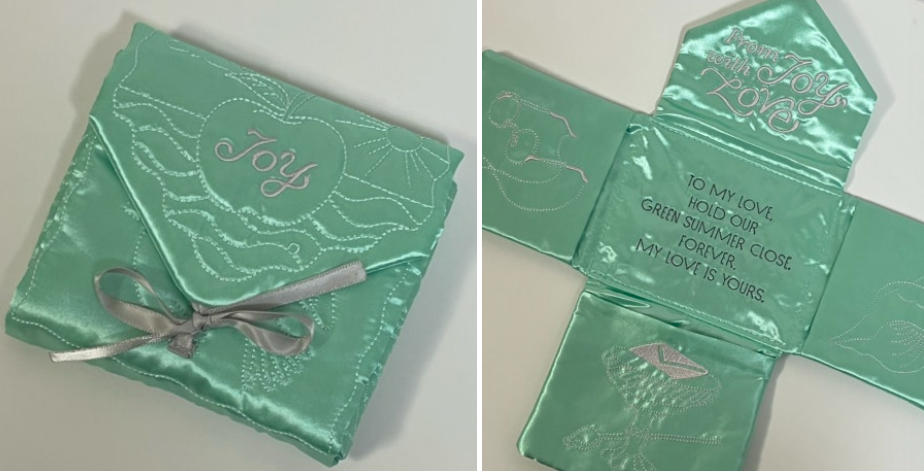 Joy
From Joy
with
Love
TO MY LOVE,
HOLD OUR
GREEN SUMMER CLOSE.
FOREVER.
MY LOVE IS YOURS.